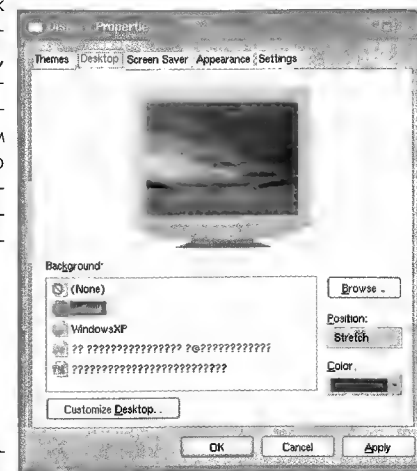 Themes Desktop Screen Saver Appearance Settings
Background:
(None)
WindowsXP
?? ???????????????? ?@????????????
??????????????????????????
Browse...
Position:
Stretch
Color:
Customize Desktop...
OK Cancel Apply